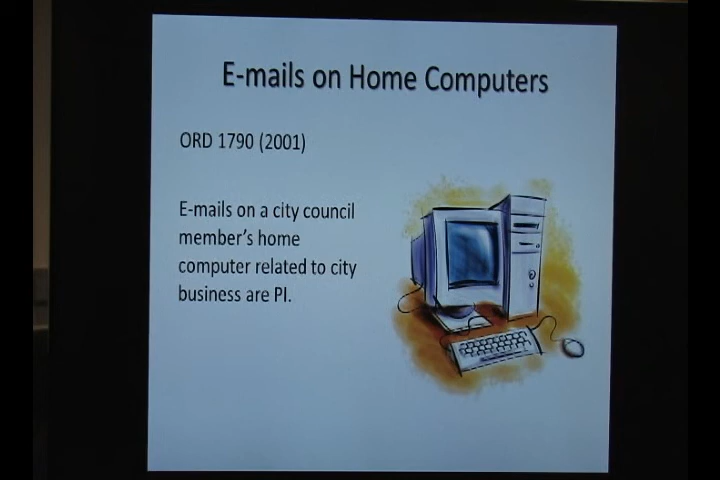 E-mails on Home Computers
ORD 1790 (2001)
E-mails on a city council
member's home
computer related to city
business are PI.